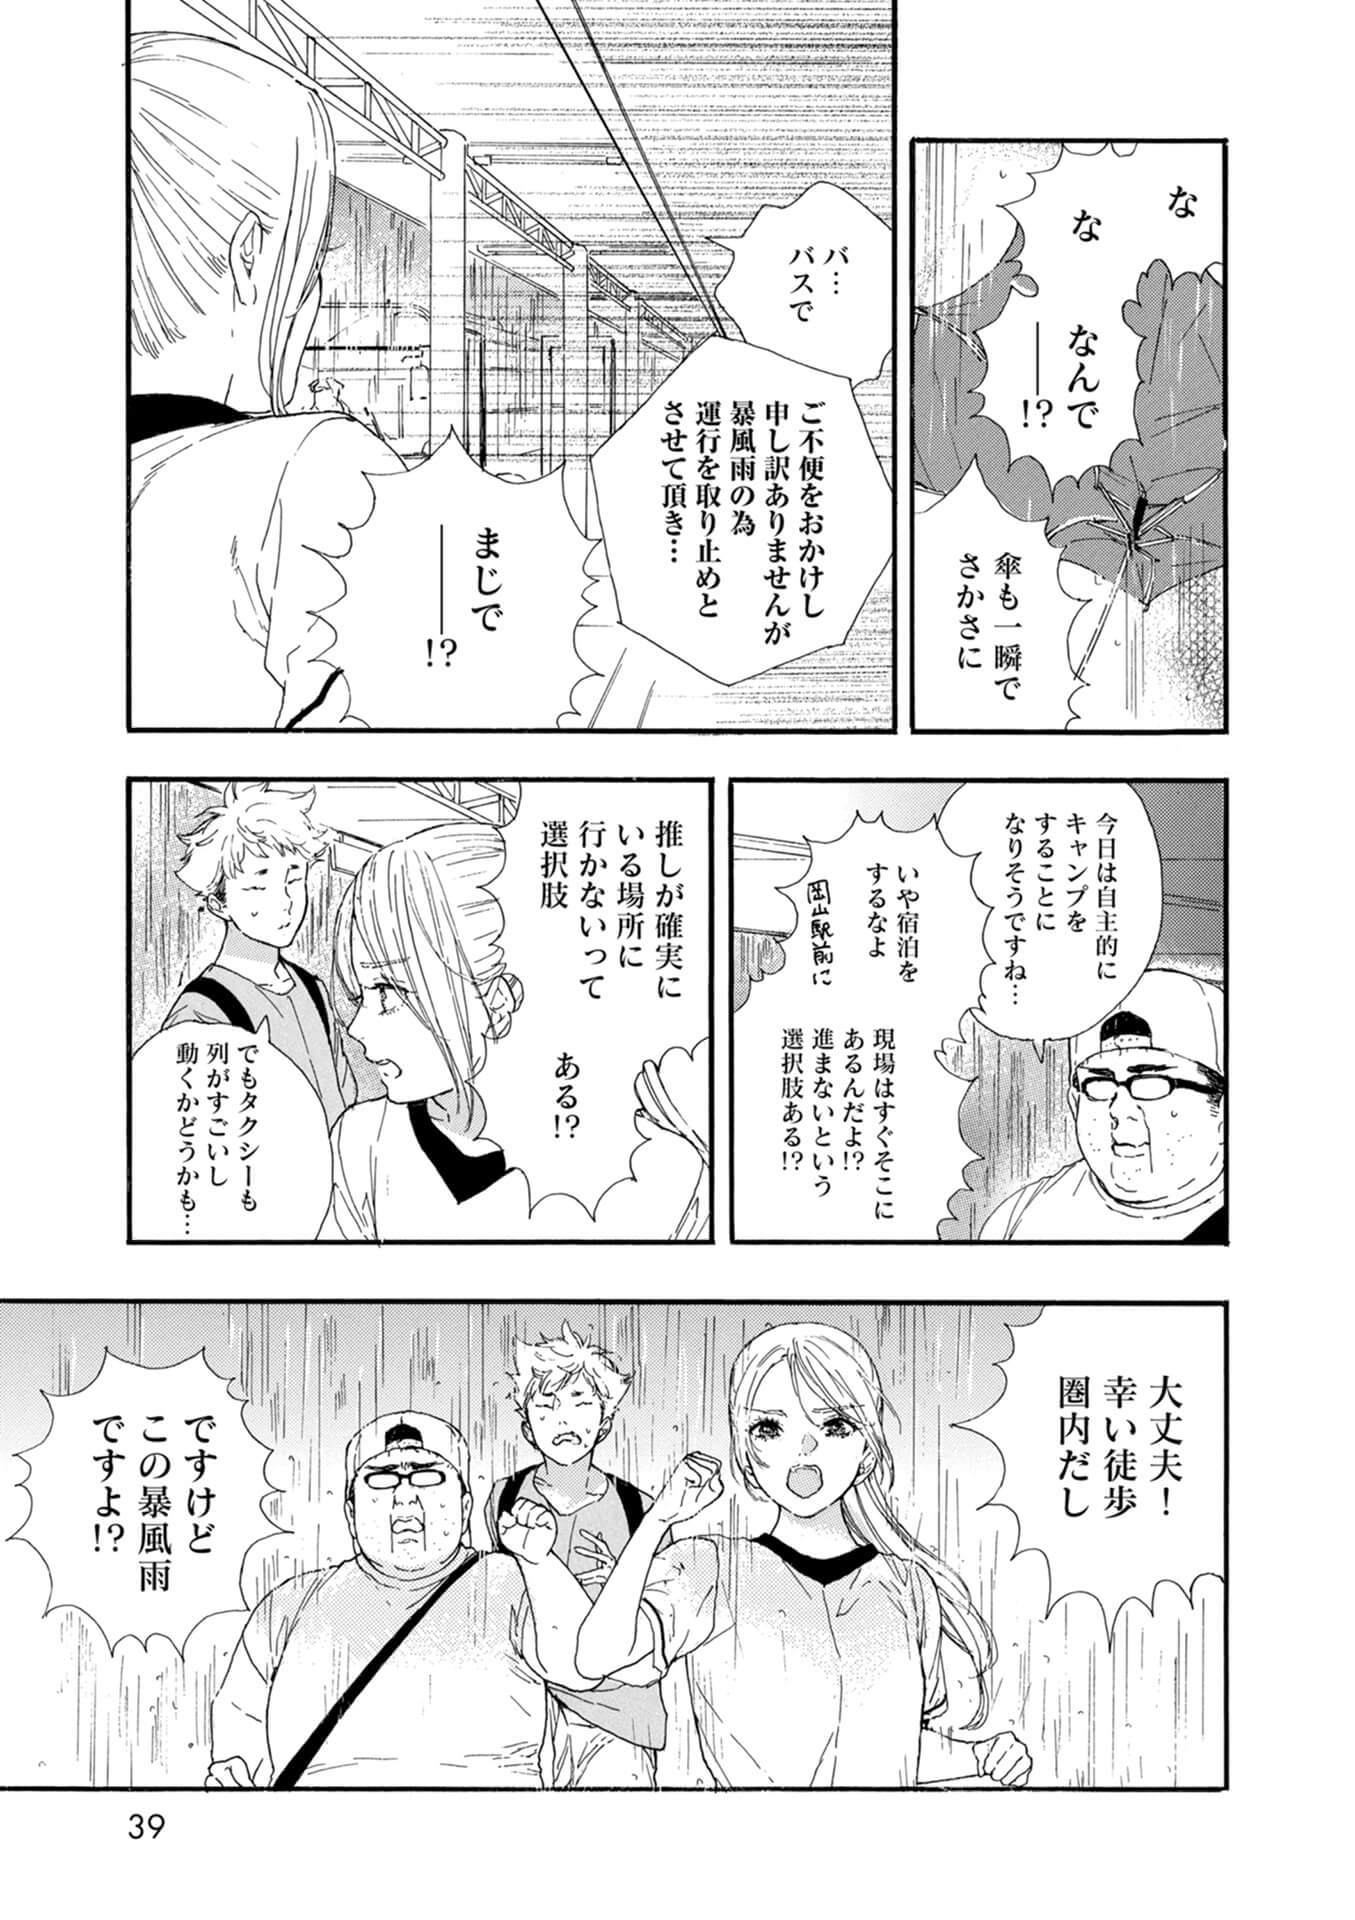 な
な
なんで
――!?
傘も一瞬で
さかさに
バ…
バスで
ご不便をおかけし
申し訳ありませんが
暴風雨の為
運行を取り止めと
させて頂き…
まじで
――!?
今日は自主的に
キャンプを
することに
なりそうですね…
いや宿泊を
するなよ
岡山駅前に
現場はすぐそこに
あるんだよ!?
進まないという
選択肢ある!?
推しが確実に
いる場所に
行かないって
選択肢
ある!?
でもタクシーも
列がすごいし
動くかどうかも…
大丈夫!
幸い徒歩
圏内だし
ですけど
この暴風雨
ですよ!?
39